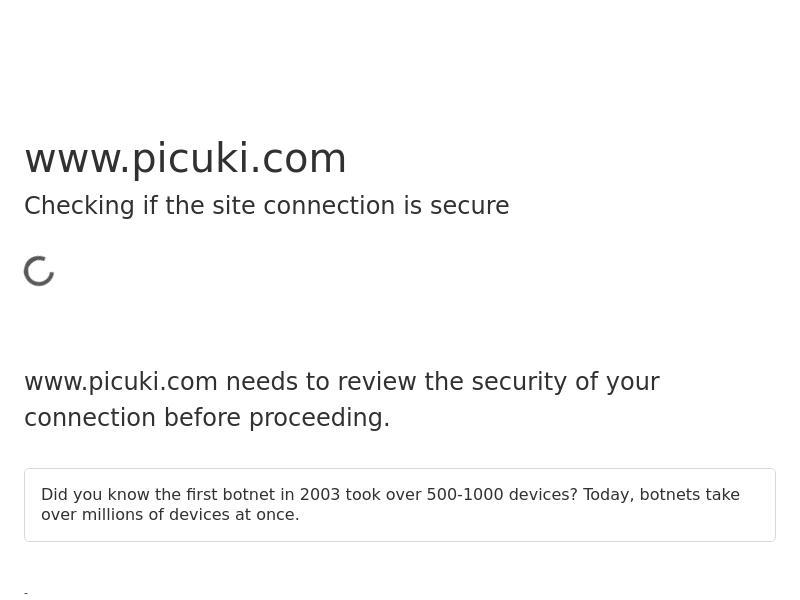 www.picuki.com
Checking if the site connection is secure
www.picuki.com needs to review the security of your
connection before proceeding.
Did you know the first botnet in 2003 took over 500-1000 devices? Today, botnets take
over millions of devices at once.